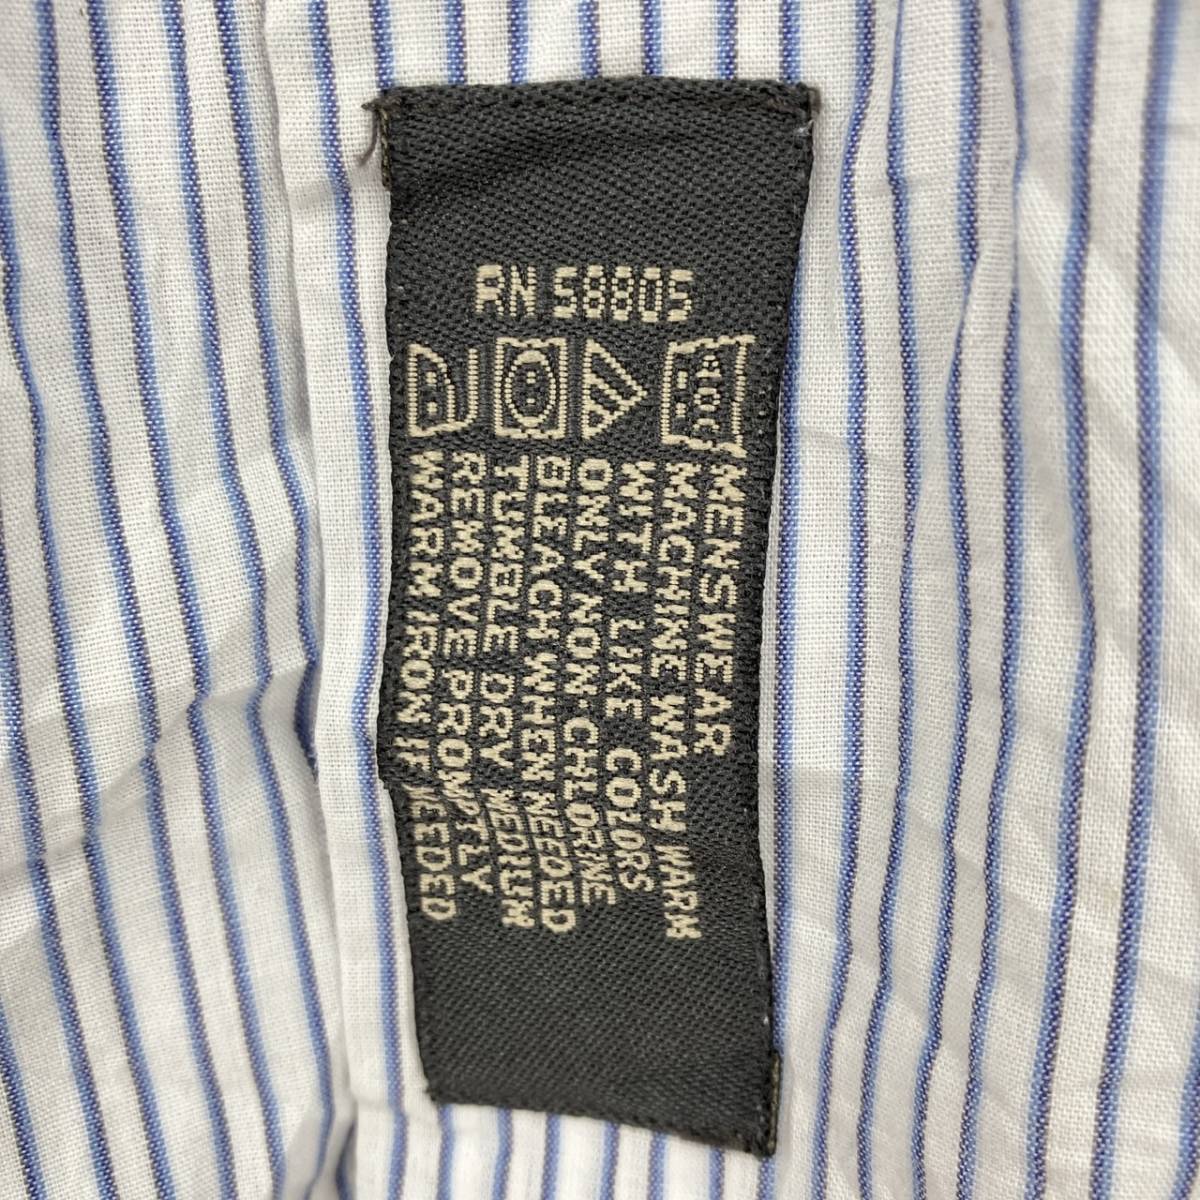 RN 58805
40C
MENSWEAR
MACHINE WASH WARM
WITH LIKE COLORS
ONLY NON-CHLORINE
BLEACH WHEN NEEDED
TUMBLE DRY MEDIUM
REMOVE PROMPTLY
WARM IRON IF NEEDED